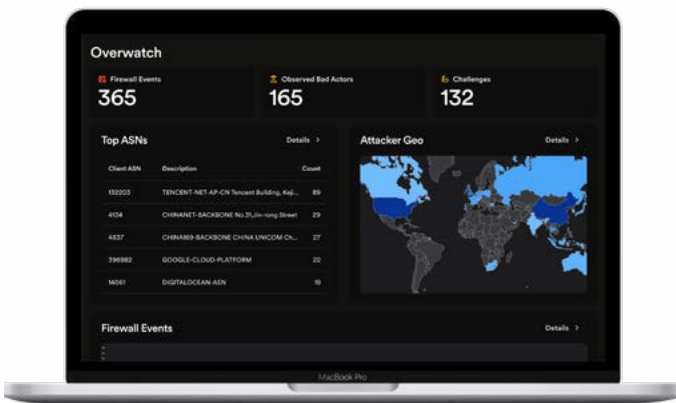 Overwatch
Firewall Events
365
Observed Bad Actors
165
Challenges
132
Top ASNs
Details >
Client ASN Description Count
132203 TENCENT-NET-AP-CN Tencent Building, Keji... 89
4134 CHINANET-BACKBONE No.31,Jin-rong Street 29
4837 CHINA169-BACKBONE CHINA UNICOM Ch... 27
396982 GOOGLE-CLOUD-PLATFORM 22
14061 DIGITALOCEAN-ASN 19
Attacker Geo
Details >
Firewall Events
Details >
MacBook Pro